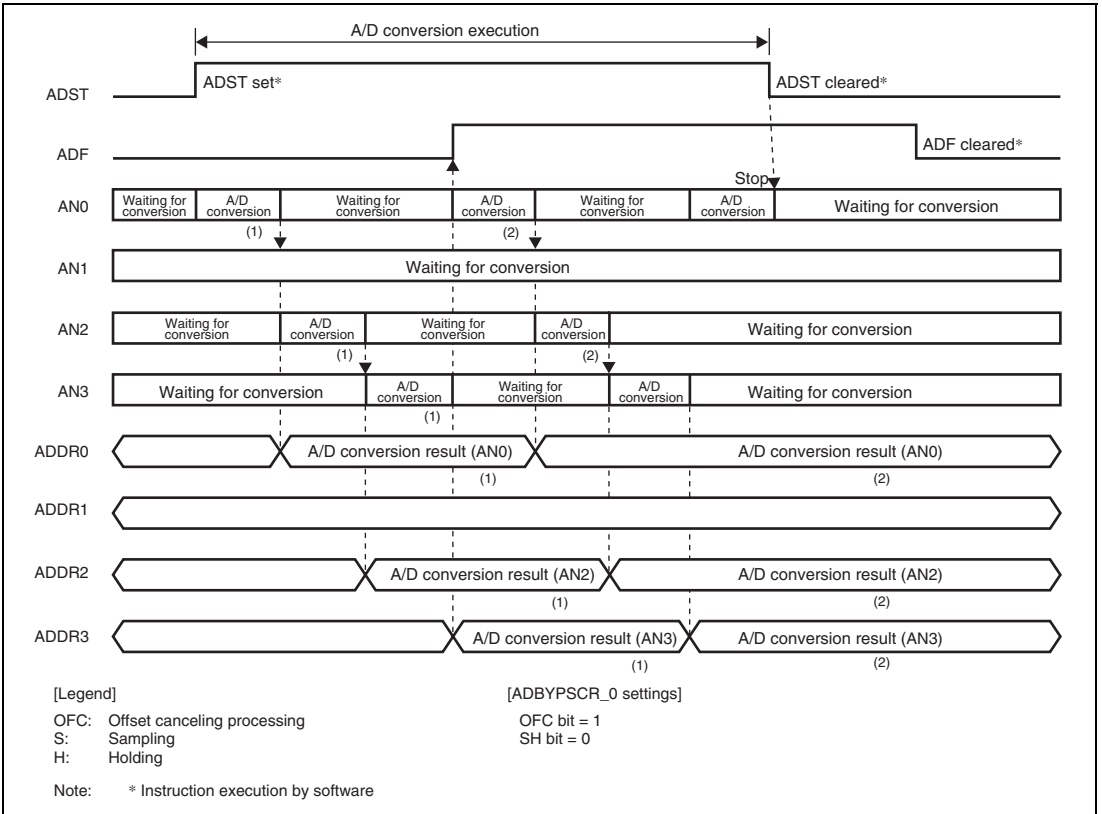 A/D conversion execution
ADST
ADST set*
ADST cleared*
ADF
ADF cleared*
Stop
AN0
Waiting for
conversion
A/D
conversion
Waiting for
conversion
A/D
conversion
Waiting for
conversion
A/D
conversion
Waiting for conversion
(1)
(2)
AN1
Waiting for conversion
AN2
Waiting for
conversion
A/D
conversion
Waiting for
conversion
A/D
conversion
Waiting for conversion
(1)
(2)
AN3
Waiting for conversion
A/D
conversion
Waiting for
conversion
A/D
conversion
Waiting for conversion
(1)
ADDR0
A/D conversion result (AN0)
A/D conversion result (AN0)
(1)
(2)
ADDR1
ADDR2
A/D conversion result (AN2)
A/D conversion result (AN2)
(1)
(2)
ADDR3
A/D conversion result (AN3)
A/D conversion result (AN3)
(1)
(2)
[Legend]
OFC: Offset canceling processing
S: Sampling
H: Holding
[ADBYPSCR_0 settings]
OFC bit = 1
SH bit = 0
Note: * Instruction execution by software